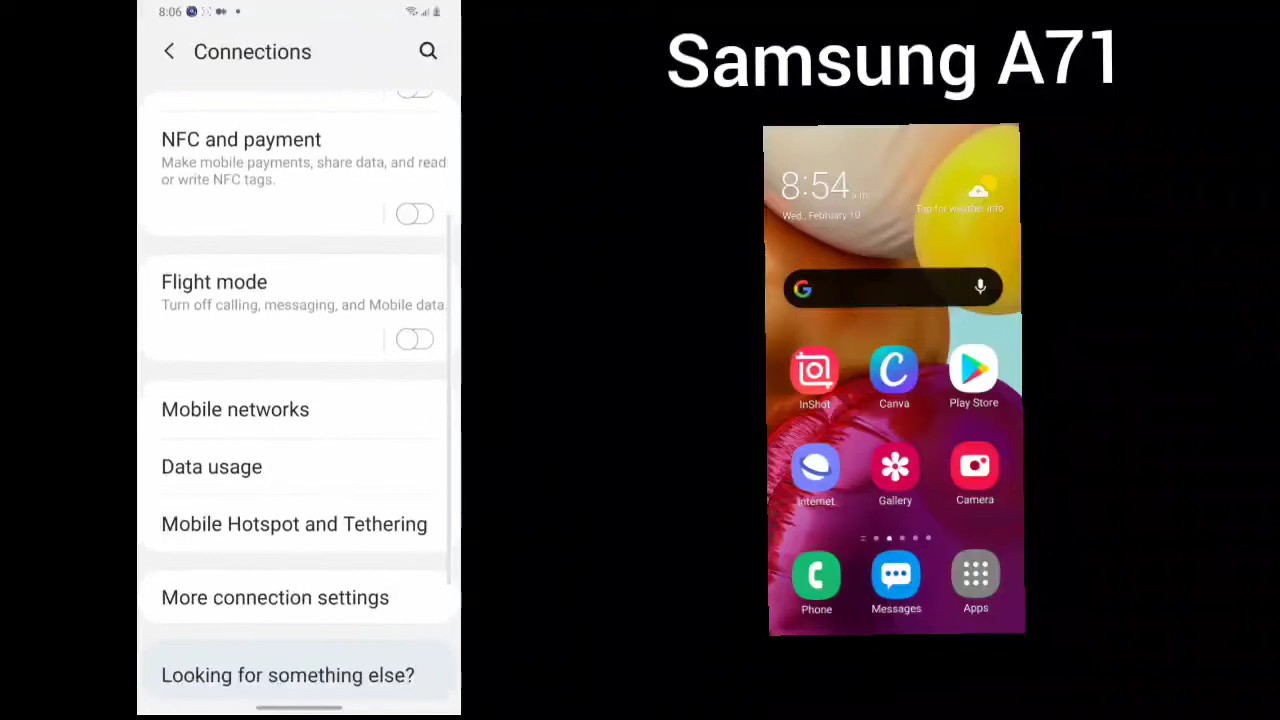 8:06
Connections
NFC and payment
Make mobile payments, share data, and read
or write NFC tags.
Flight mode
Turn off calling, messaging, and Mobile data.
Mobile networks
Data usage
Mobile Hotspot and Tethering
More connection settings
Looking for something else?
Samsung A71
8:54 a.m.
Wed, February 10
Tap for weather info
InShot
Canva
Play Store
Internet
Gallery
Camera
Phone
Messages
Apps